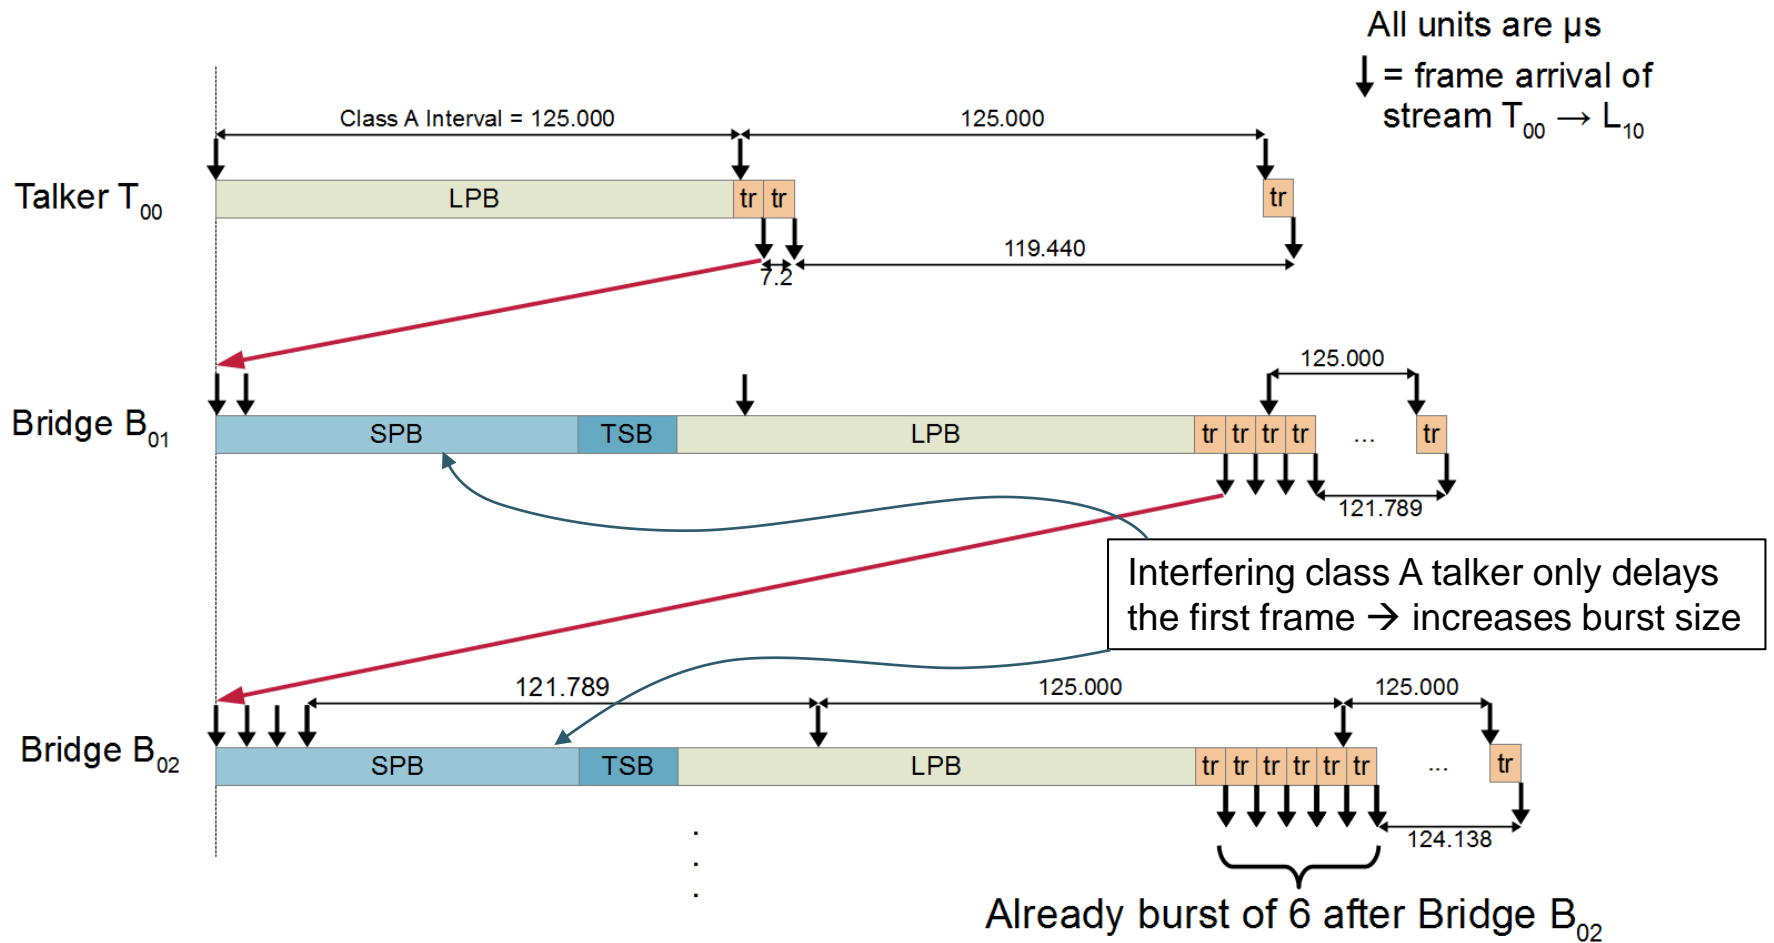 All units are µs
= frame arrival of
stream T00 → L10
Class A Interval = 125.000
125.000
Talker T00
LPB
tr
tr
tr
119.440
7.2
125.000
Bridge B01
SPB
TSB
LPB
tr
tr
tr
tr
...
tr
121.789
Interfering class A talker only delays
the first frame → increases burst size
121.789
125.000
125.000
Bridge B02
SPB
TSB
LPB
tr
tr
tr
tr
tr
tr
...
tr
124.138
Already burst of 6 after Bridge B02